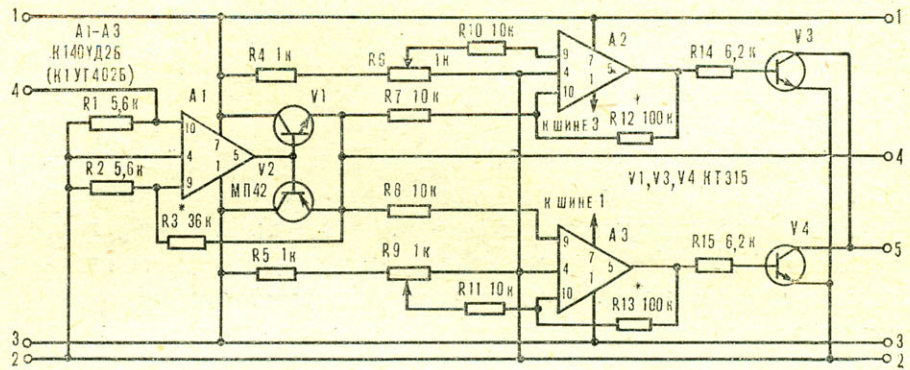 1
А1-А3
К140УД2Б
(К1УГ402Б)
4
R1 5,6к
А1
10
4
7
1
5
9
R2 5,6к
*
R3 36к
R4 1к
R6
1к
V1
R7 10к
V2
МП42
R8 10к
R5 1к
R9 1к
R10 10к
А2
9
4
10
7
5
1
к шине 3
*
R12 100к
R14 6,2к
V3
1
4
V1,V3,V4 КТ315
к шине 1
А3
9
4
10
7
1
5
R11 10к
*
R13 100к
R15 6,2к
V4
5
3
2
3
2